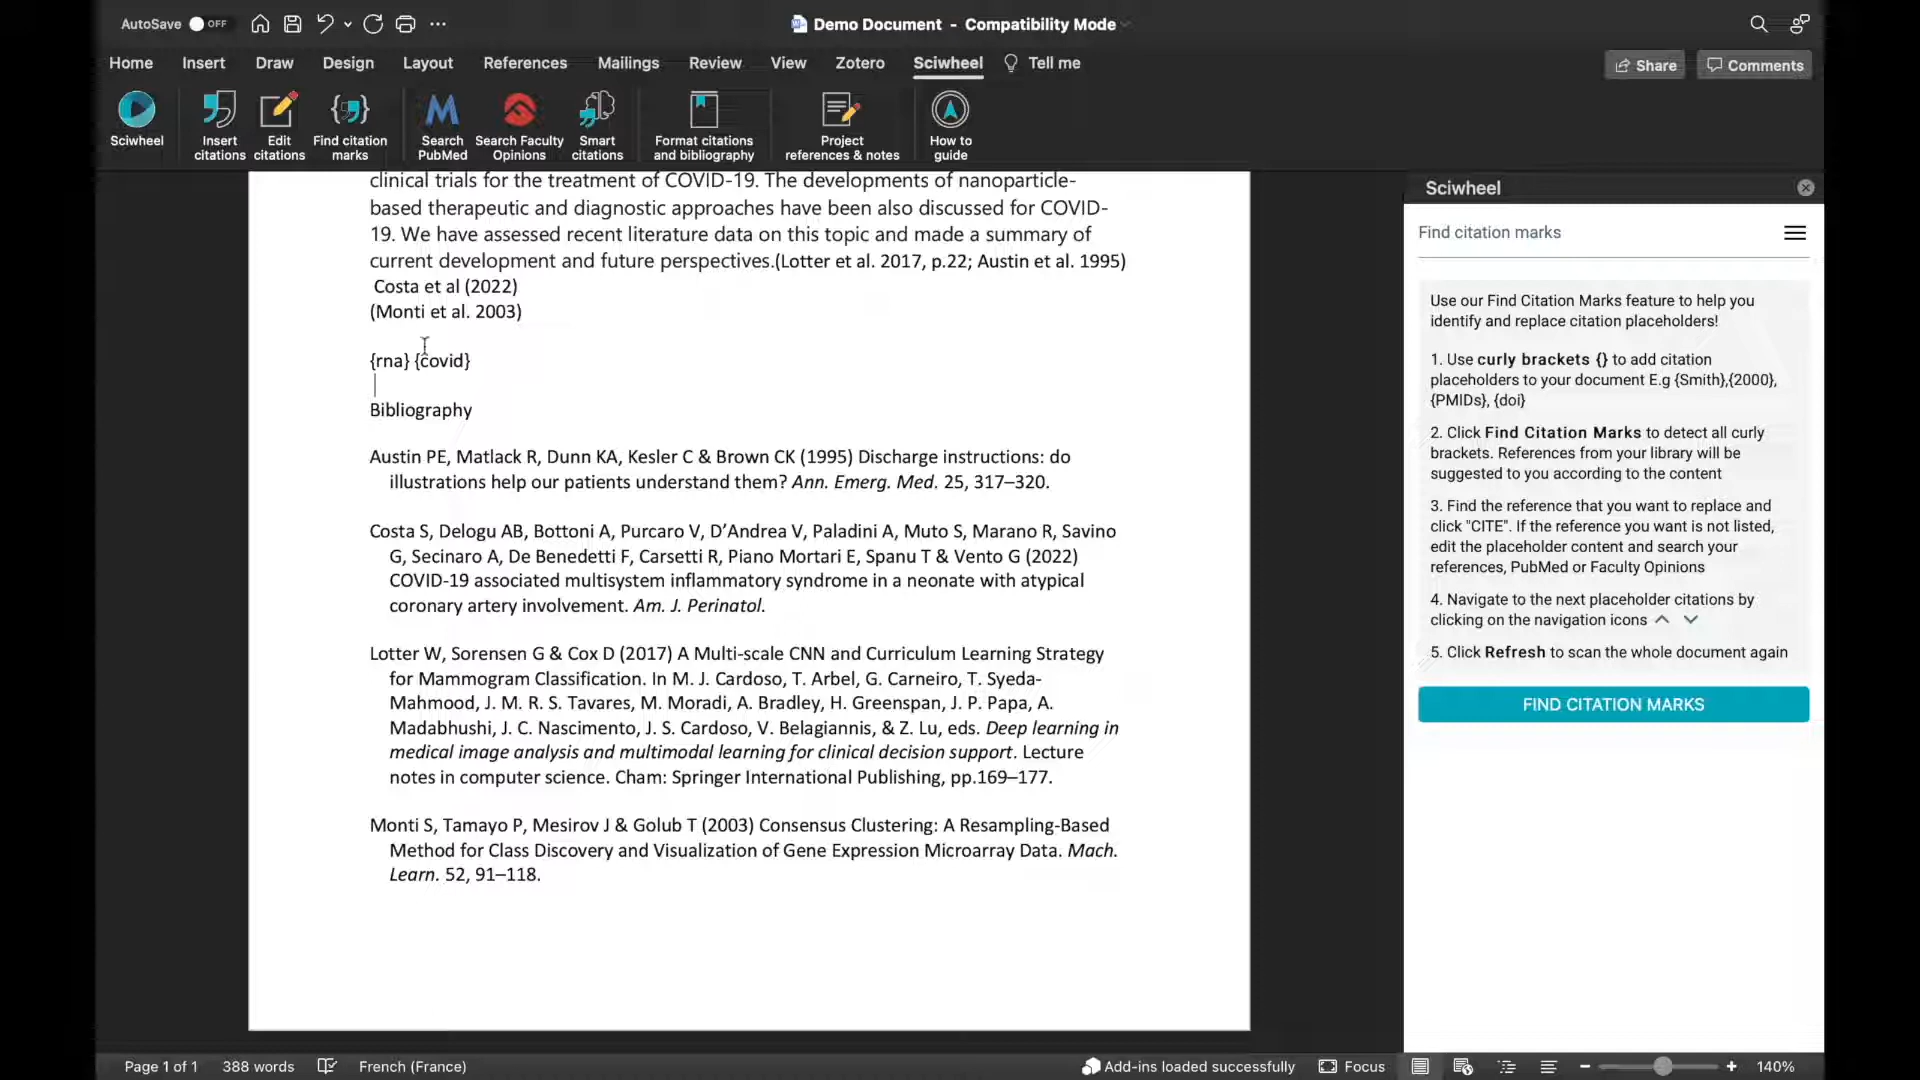 AutoSave OFF
Demo Document - Compatibility Mode
Home Insert Draw Design Layout References Mailings Review View Zotero Sciwheel Tell me
Share Comments
Sciwheel
Insert citations
Edit citations
Find citation marks
Search PubMed
Search Faculty Opinions
Smart citations
Format citations and bibliography
Project references & notes
How to guide
clinical trials for the treatment of COVID-19. The developments of nanoparticle-
based therapeutic and diagnostic approaches have been also discussed for COVID-
19. We have assessed recent literature data on this topic and made a summary of
current development and future perspectives.(Lotter et al. 2017, p.22; Austin et al. 1995)
Costa et al (2022)
(Monti et al. 2003)
{rna} {covid}
Bibliography
Austin PE, Matlack R, Dunn KA, Kesler C & Brown CK (1995) Discharge instructions: do
illustrations help our patients understand them? Ann. Emerg. Med. 25, 317–320.
Costa S, Delogu AB, Bottoni A, Purcaro V, D’Andrea V, Paladini A, Muto S, Marano R, Savino
G, Secinaro A, De Benedetti F, Carsetti R, Piano Mortari E, Spanu T & Vento G (2022)
COVID-19 associated multisystem inflammatory syndrome in a neonate with atypical
coronary artery involvement. Am. J. Perinatol.
Lotter W, Sorensen G & Cox D (2017) A Multi-scale CNN and Curriculum Learning Strategy
for Mammogram Classification. In M. J. Cardoso, T. Arbel, G. Carneiro, T. Syeda-
Mahmood, J. M. R. S. Tavares, M. Moradi, A. Bradley, H. Greenspan, J. P. Papa, A.
Madabhushi, J. C. Nascimento, J. S. Cardoso, V. Belagiannis, & Z. Lu, eds. Deep learning in
medical image analysis and multimodal learning for clinical decision support. Lecture
notes in computer science. Cham: Springer International Publishing, pp.169–177.
Monti S, Tamayo P, Mesirov J & Golub T (2003) Consensus Clustering: A Resampling-Based
Method for Class Discovery and Visualization of Gene Expression Microarray Data. Mach.
Learn. 52, 91–118.
Sciwheel
Find citation marks
Use our Find Citation Marks feature to help you
identify and replace citation placeholders!
1. Use curly brackets {} to add citation
placeholders to your document E.g {Smith},{2000},
{PMIDs}, {doi}
2. Click Find Citation Marks to detect all curly
brackets. References from your library will be
suggested to you according to the content
3. Find the reference that you want to replace and
click "CITE". If the reference you want is not listed,
edit the placeholder content and search your
references, PubMed or Faculty Opinions
4. Navigate to the next placeholder citations by
clicking on the navigation icons
5. Click Refresh to scan the whole document again
FIND CITATION MARKS
Page 1 of 1 388 words French (France) Add-ins loaded successfully Focus 140%